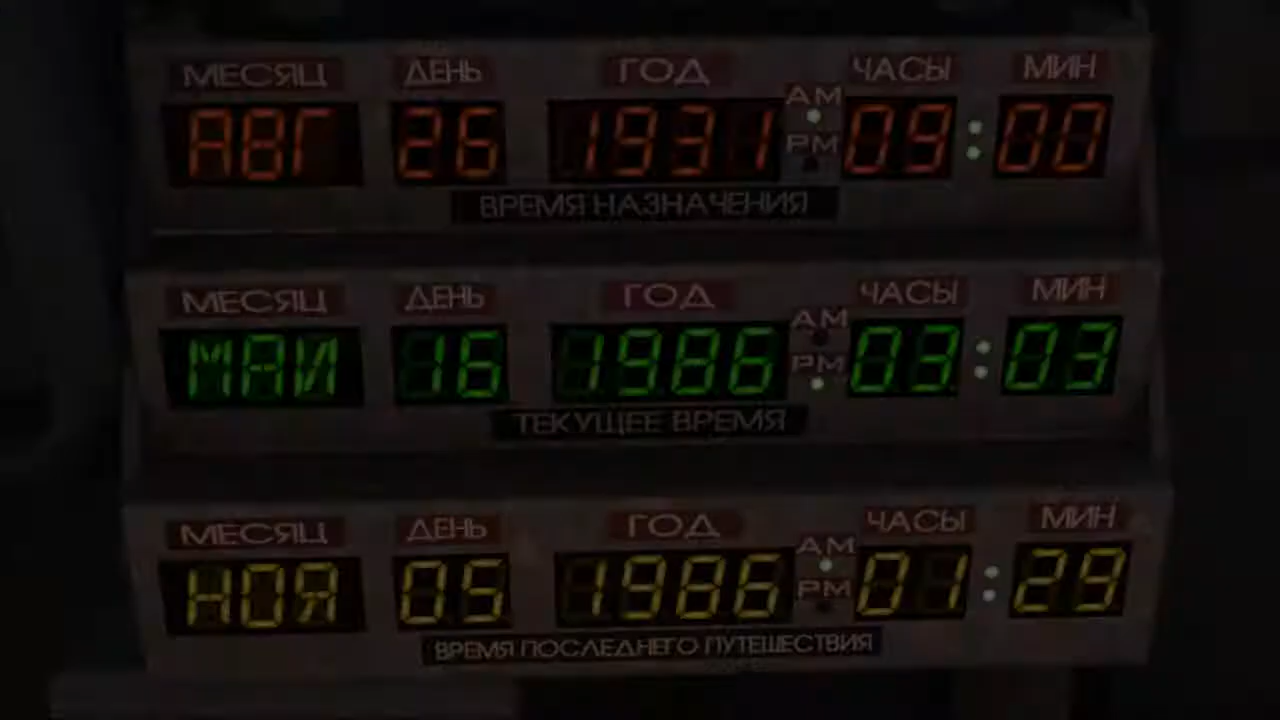 МЕСЯЦ ДЕНЬ ГОД ЧАСЫ МИН
АВГ 26 1931 AM PM 09:00
ВРЕМЯ НАЗНАЧЕНИЯ
МЕСЯЦ ДЕНЬ ГОД ЧАСЫ МИН
МАЙ 16 1986 AM PM 03:03
ТЕКУЩЕЕ ВРЕМЯ
МЕСЯЦ ДЕНЬ ГОД ЧАСЫ МИН
НОЯ 05 1986 AM PM 01:29
ВРЕМЯ ПОСЛЕДНЕГО ПУТЕШЕСТВИЯ